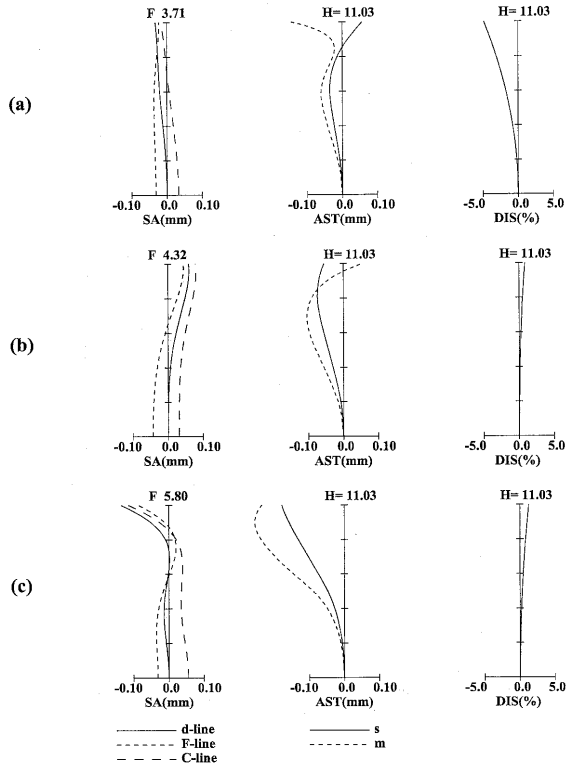 F 3.71 H= 11.03 H= 11.03
(a)
-0.10 0.0 0.10 -0.10 0.0 0.10 -5.0 0.0 5.0
SA(mm) AST(mm) DIS(%)
F 4.32 H= 11.03 H= 11.03
(b)
-0.10 0.0 0.10 -0.10 0.0 0.10 -5.0 0.0 5.0
SA(mm) AST(mm) DIS(%)
F 5.80 H= 11.03 H= 11.03
(c)
-0.10 0.0 0.10 -0.10 0.0 0.10 -5.0 0.0 5.0
SA(mm) AST(mm) DIS(%)
d-line s
F-line m
C-line